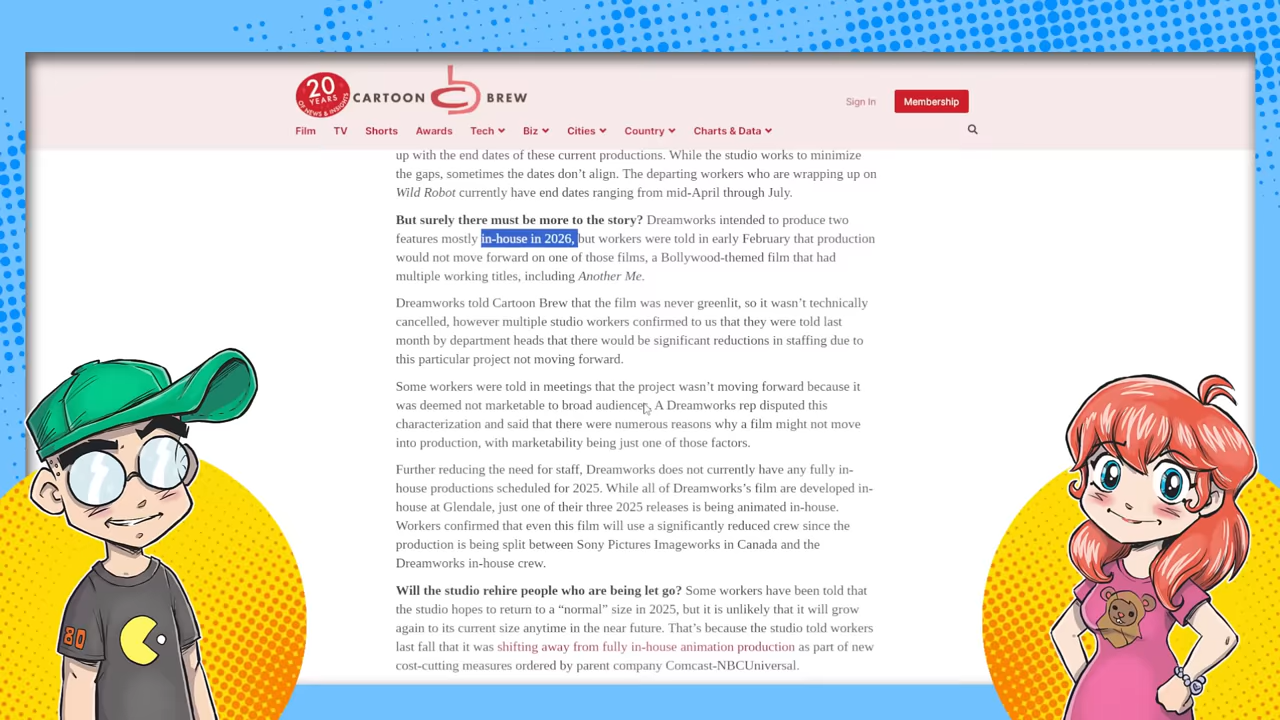 20
YEARS
OF NEWS & INSIGHTS
CARTOON BREW
Sign In
Membership
Film TV Shorts Awards Tech Biz Cities Country Charts & Data
up with the end dates of these current productions. While the studio works to minimize
the gaps, sometimes the dates don’t align. The departing workers who are wrapping up on
Wild Robot currently have end dates ranging from mid-April through July.
But surely there must be more to the story? Dreamworks intended to produce two
features mostly in-house in 2026, but workers were told in early February that production
would not move forward on one of those films, a Bollywood-themed film that had
multiple working titles, including Another Me.
Dreamworks told Cartoon Brew that the film was never greenlit, so it wasn’t technically
cancelled, however multiple studio workers confirmed to us that they were told last
month by department heads that there would be significant reductions in staffing due to
this particular project not moving forward.
Some workers were told in meetings that the project wasn’t moving forward because it
was deemed not marketable to broad audiences. A Dreamworks rep disputed this
characterization and said that there were numerous reasons why a film might not move
into production, with marketability being just one of those factors.
Further reducing the need for staff, Dreamworks does not currently have any fully in-
house productions scheduled for 2025. While all of Dreamworks’s film are developed in-
house at Glendale, just one of their three 2025 releases is being animated in-house.
Workers confirmed that even this film will use a significantly reduced crew since the
production is being split between Sony Pictures Imageworks in Canada and the
Dreamworks in-house crew.
Will the studio rehire people who are being let go? Some workers have been told that
the studio hopes to return to a “normal” size in 2025, but it is unlikely that it will grow
again to its current size anytime in the near future. That’s because the studio told workers
last fall that it was shifting away from fully in-house animation production as part of new
cost-cutting measures ordered by parent company Comcast-NBCUniversal.
80